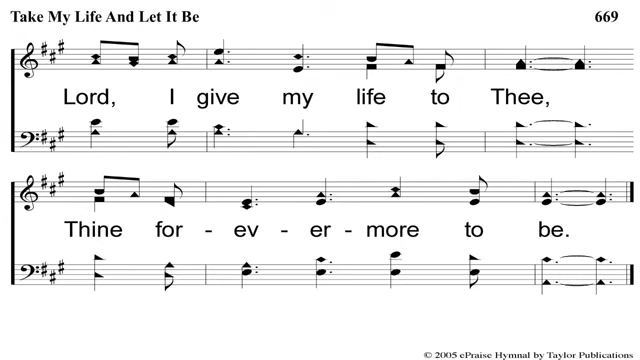 Take My Life And Let It Be 669
Lord, I give my life to Thee,
Thine for - ev - er - more to be.
© 2005 ePraise Hymnal by Taylor Publications